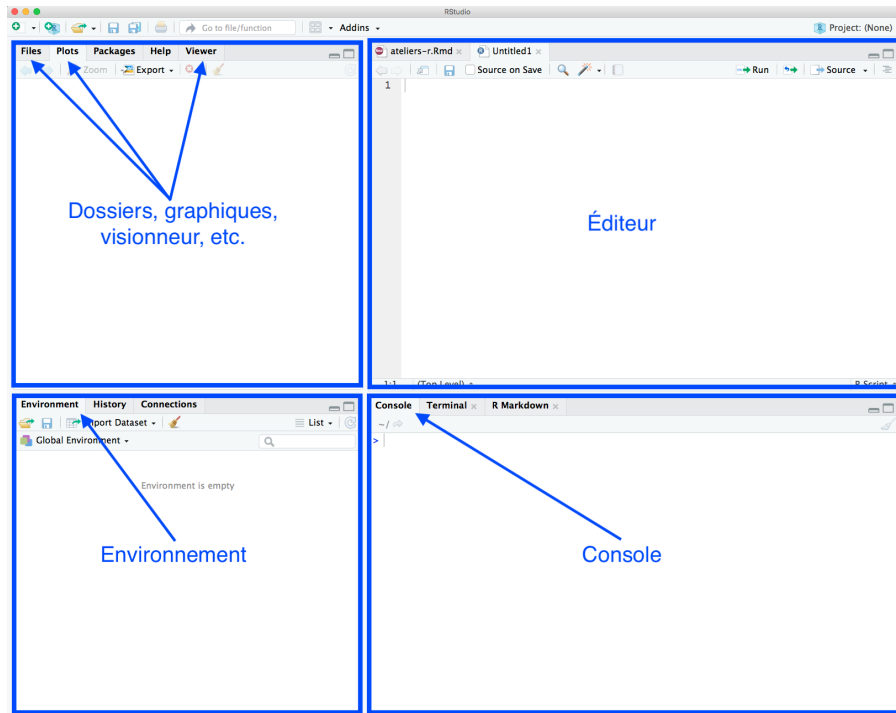 RStudio
Go to file/function
Addins
Project: (None)
Files Plots Packages Help Viewer
Zoom Export
Dossiers, graphiques,
visionneur, etc.
ateliers-r.Rmd Untitled1
Source on Save Run Source
1
Éditeur
1:1 (Top Level) R Script
Environment History Connections
Import Dataset List
Global Environment
Environment is empty
Environnement
Console Terminal R Markdown
~/
>
Console